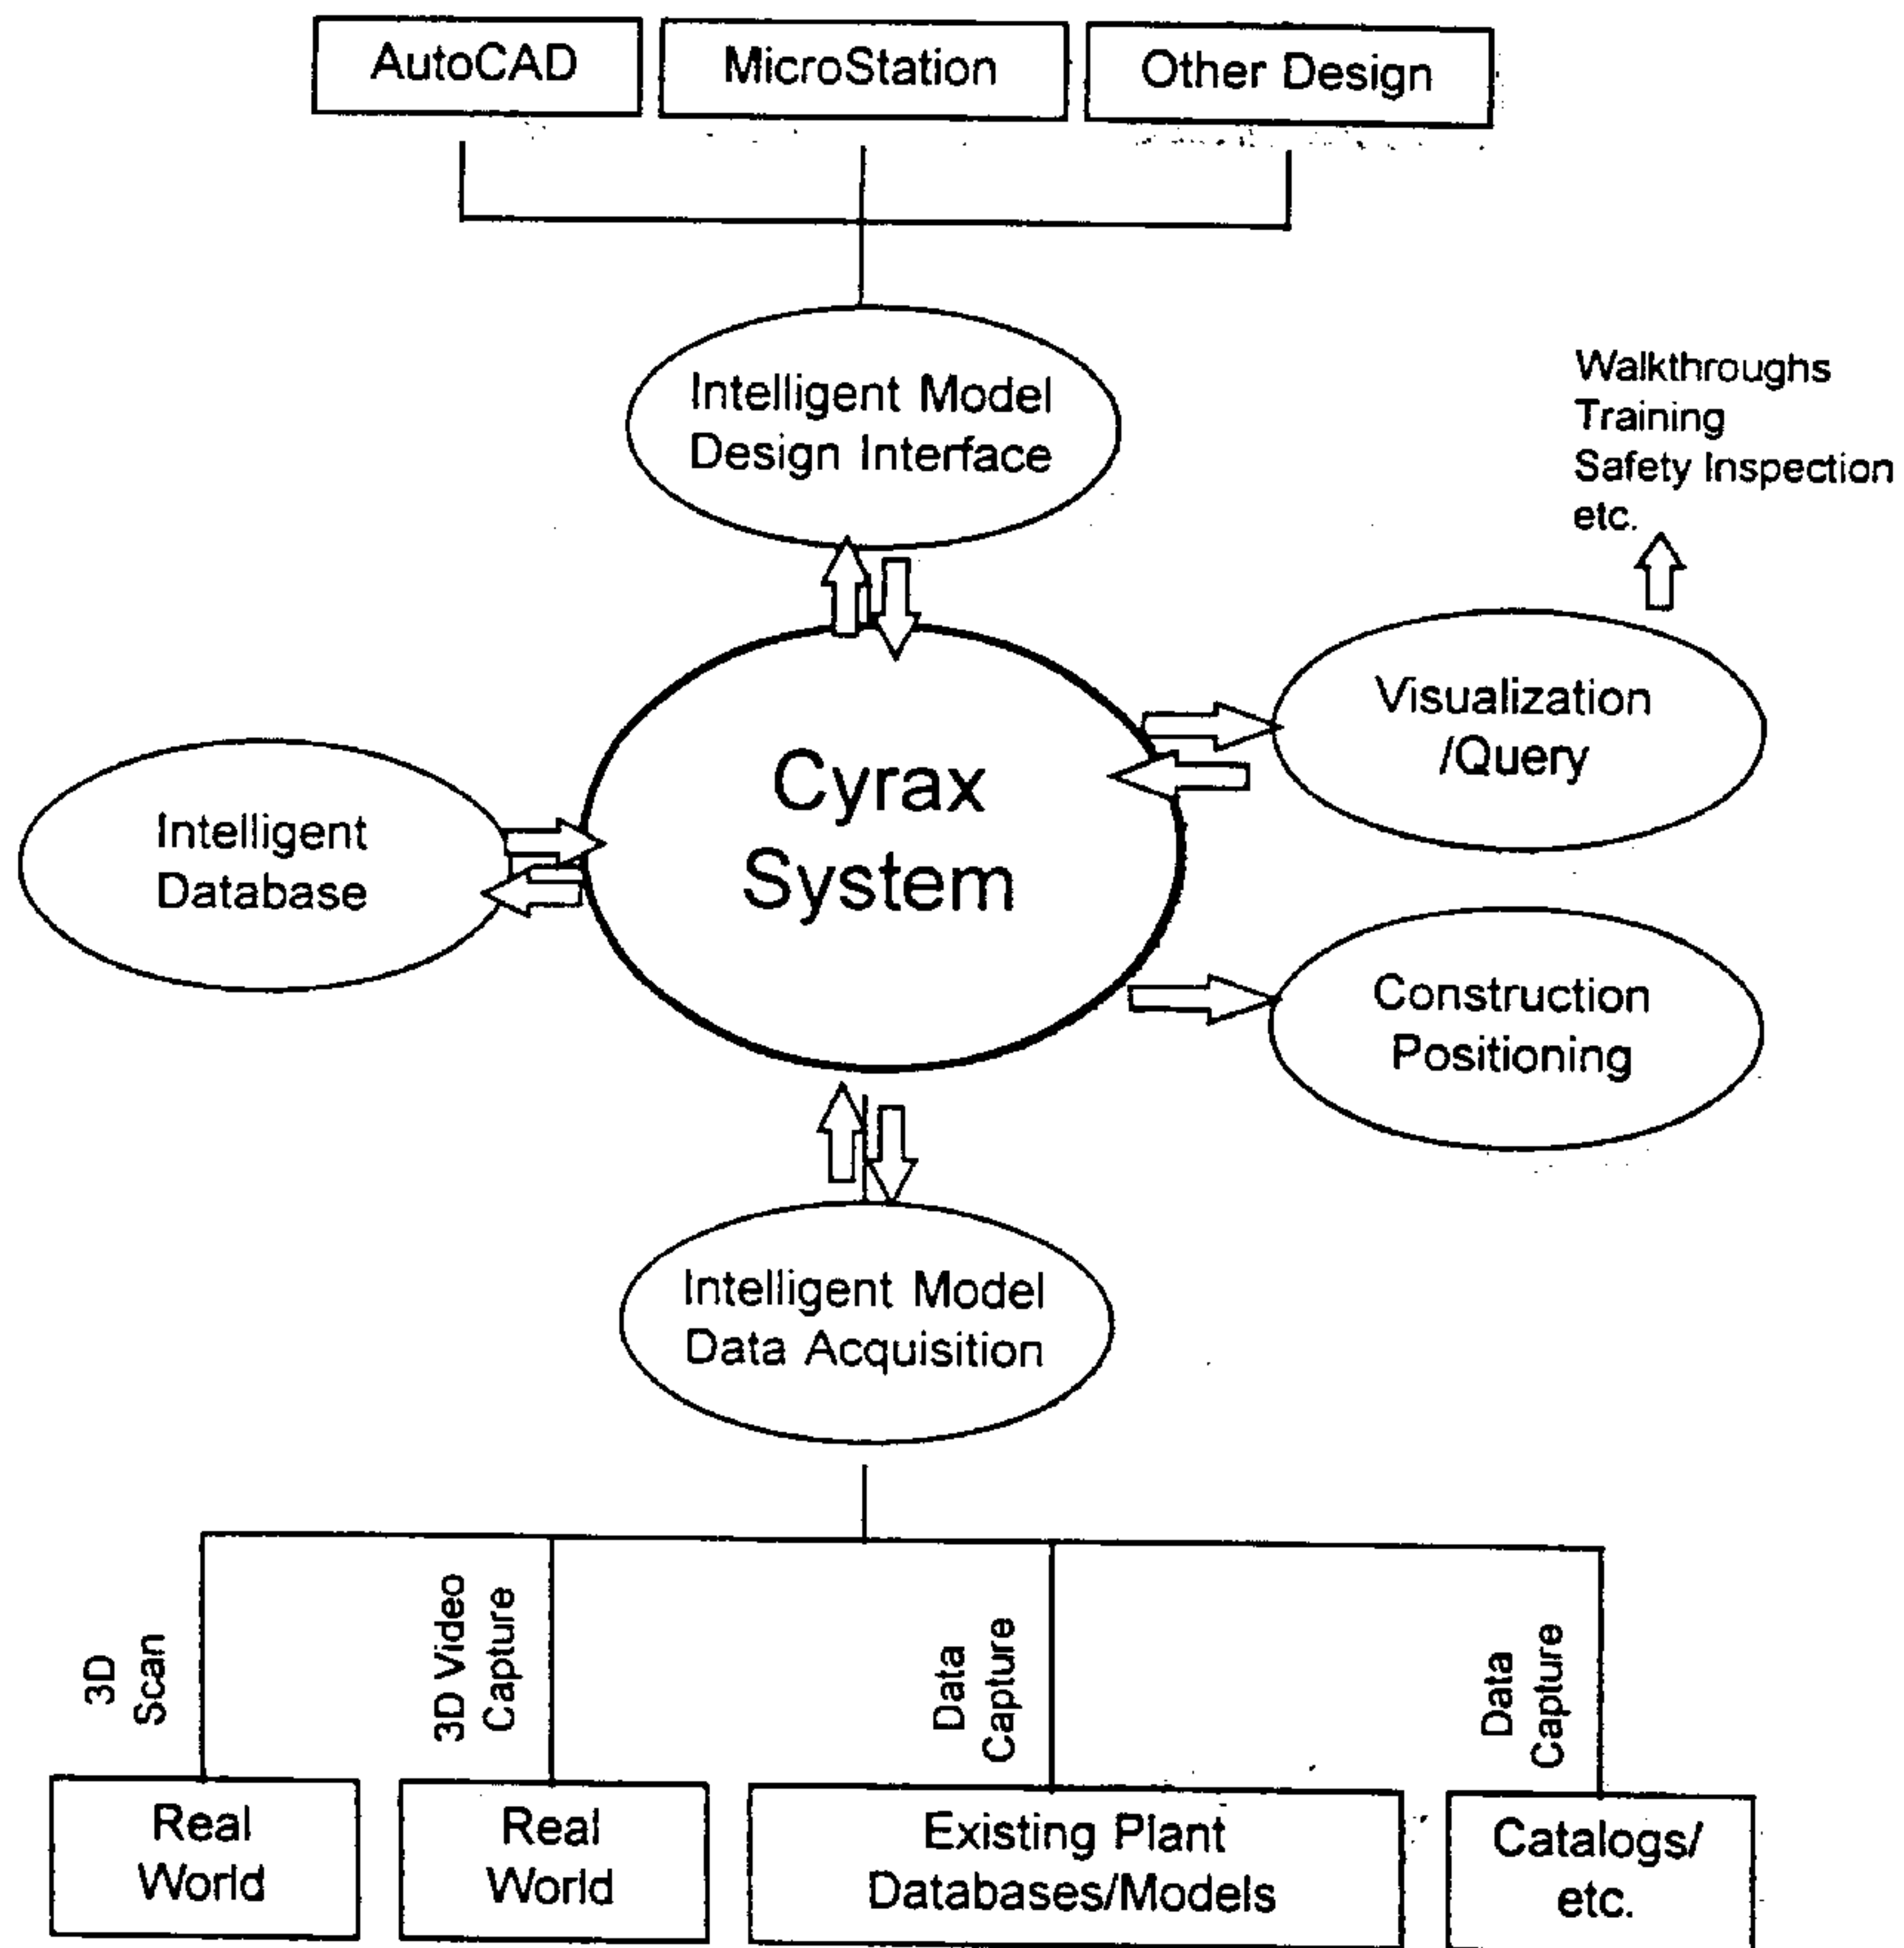 AutoCAD
MicroStation
Other Design
Intelligent Model
Design Interface
Walkthroughs
Training
Safety Inspection
etc.
Visualization
/Query
Cyrax
System
Intelligent
Database
Construction
Positioning
Intelligent Model
Data Acquisition
3D
Scan
3D Video
Capture
Data
Capture
Data
Capture
Real
World
Real
World
Existing Plant
Databases/Models
Catalogs/
etc.